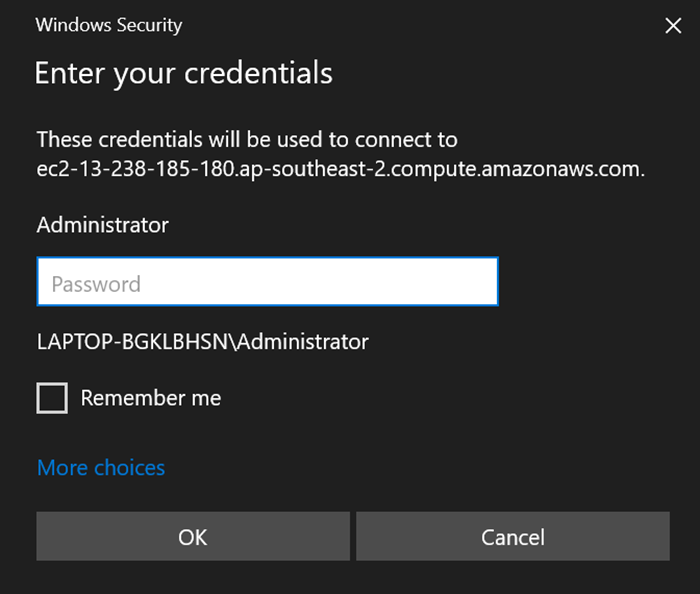 Windows Security
Enter your credentials
These credentials will be used to connect to
ec2-13-238-185-180.ap-southeast-2.compute.amazonaws.com.
Administrator
Password
LAPTOP-BGKLBHSN\Administrator
Remember me
More choices
OK
Cancel